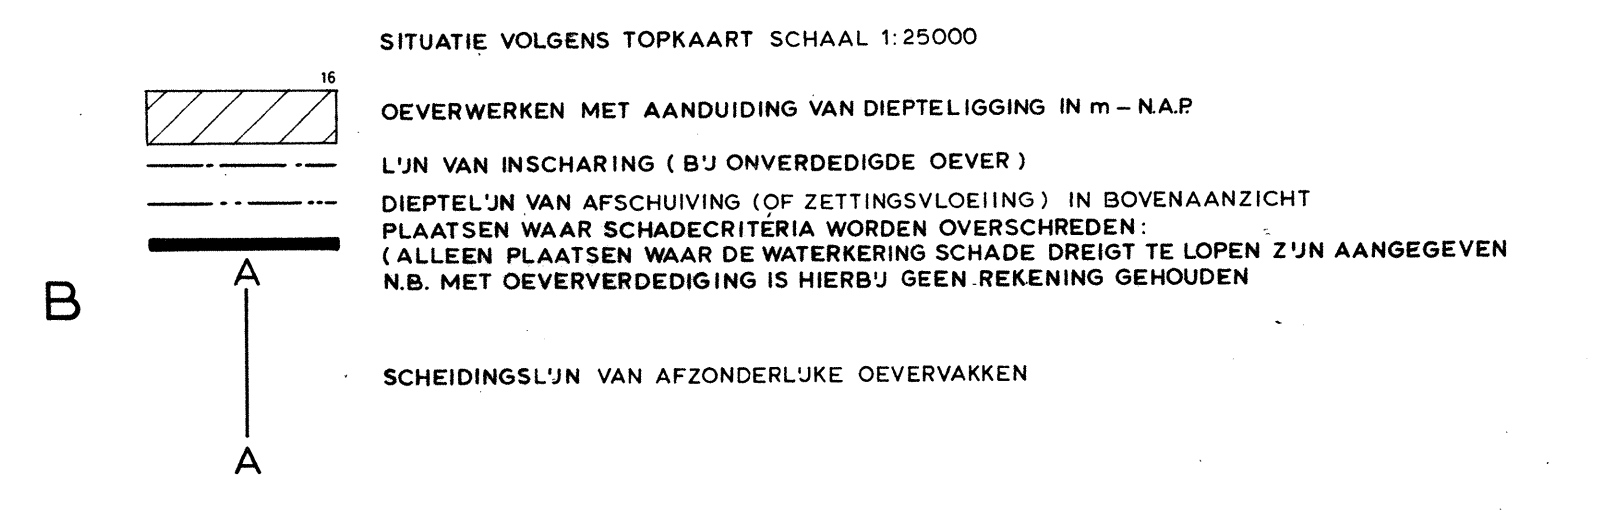 SITUATIE VOLGENS TOPKAART SCHAAL 1:25000
16
OEVERWERKEN MET AANDUIDING VAN DIEPTELIGGING IN m – N.A.P.
LIJN VAN INSCHARING ( BIJ ONVERDEDIGDE OEVER )
DIEPTELIJN VAN AFSCHUIVING (OF ZETTINGSVLOEIING) IN BOVENAANZICHT
PLAATSEN WAAR SCHADECRITERIA WORDEN OVERSCHREDEN:
(ALLEEN PLAATSEN WAAR DE WATERKERING SCHADE DREIGT TE LOPEN ZIJN AANGEGEVEN
N.B. MET OEVERVERDEDIGING IS HIERBIJ GEEN REKENING GEHOUDEN
A
B
SCHEIDINGSLIJN VAN AFZONDERLIJKE OEVERVAKKEN
A